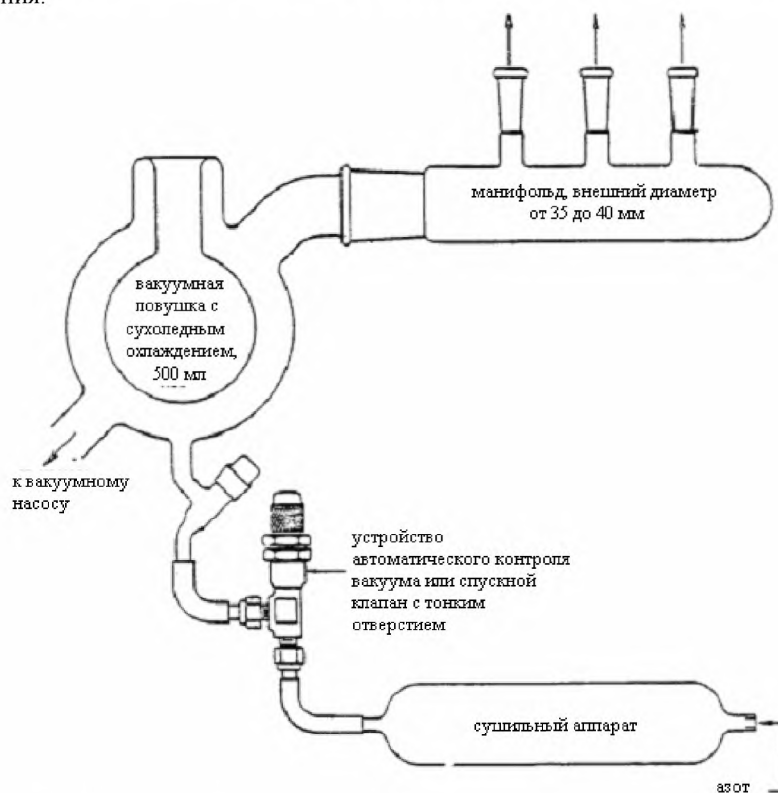 ния.
манифольд, внешний диаметр
от 35 до 40 мм
вакуумная
ловушка с
сухоледным
охлаждением,
500 мл
к вакуумному
насосу
устройство
автоматического контроля
вакуума или спускной
клапан с тонким
отверстием
сушильный аппарат
азот